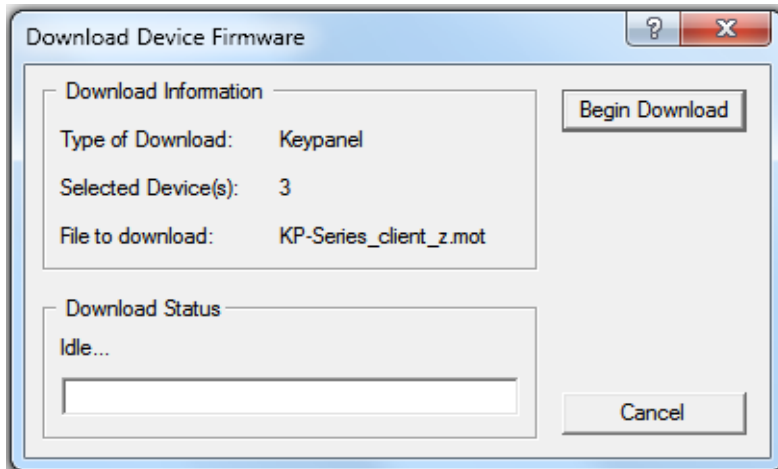 Download Device Firmware
Download Information
Begin Download
Type of Download: Keypanel
Selected Device(s): 3
File to download: KP-Series_client_z.mot
Download Status
Idle...
Cancel